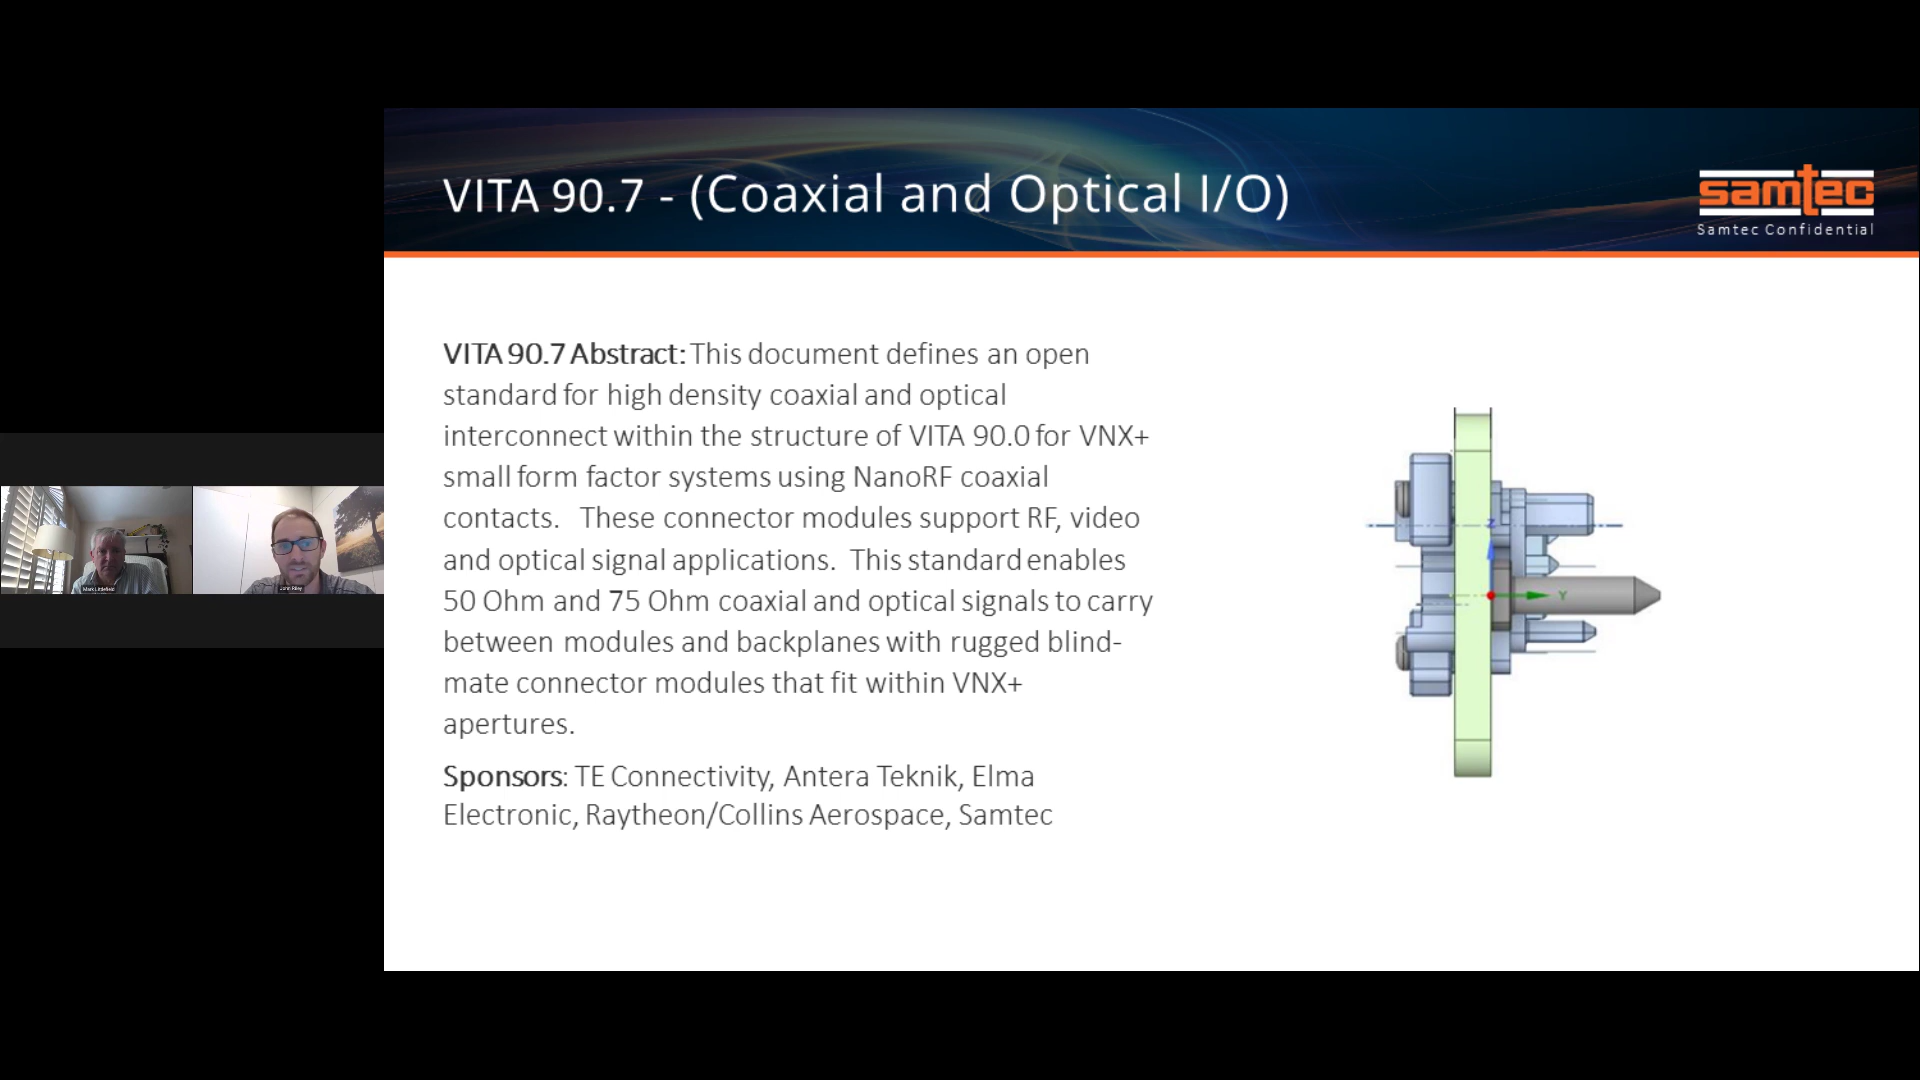 VITA 90.7 - (Coaxial and Optical I/O)
samtec
Samtec Confidential
VITA 90.7 Abstract: This document defines an open
standard for high density coaxial and optical
interconnect within the structure of VITA 90.0 for VNX+
small form factor systems using NanoRF coaxial
contacts.   These connector modules support RF, video
and optical signal applications.  This standard enables
50 Ohm and 75 Ohm coaxial and optical signals to carry
between modules and backplanes with rugged blind-
mate connector modules that fit within VNX+
apertures.
Sponsors: TE Connectivity, Antera Teknik, Elma
Electronic, Raytheon/Collins Aerospace, Samtec
Z
Y
Mark Littlefield
John Riley